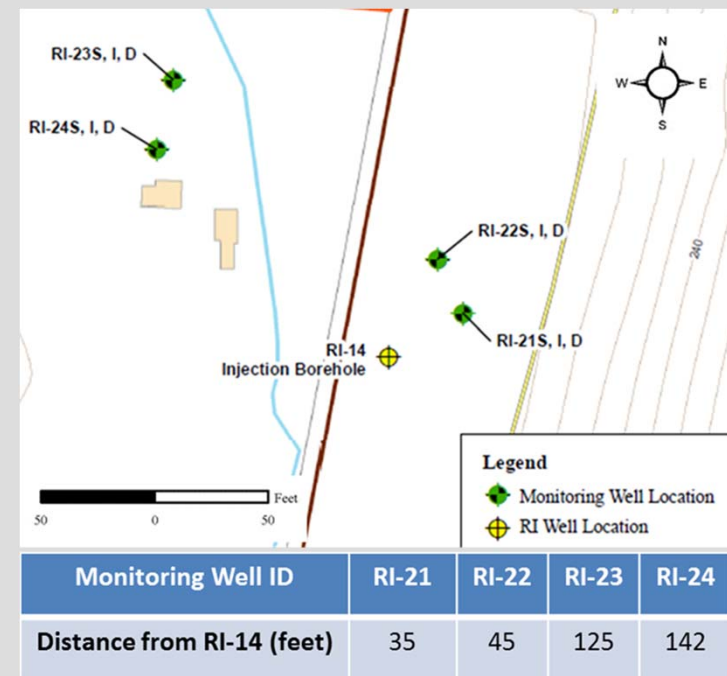 RI-23S, I, D
RI-24S, I, D
N
W
E
S
RI-22S, I, D
240
RI-21S, I, D
RI-14
Injection Borehole
Legend
Monitoring Well Location
RI Well Location
Feet
50 0 50
Monitoring Well ID RI-21 RI-22 RI-23 RI-24
Distance from RI-14 (feet) 35 45 125 142